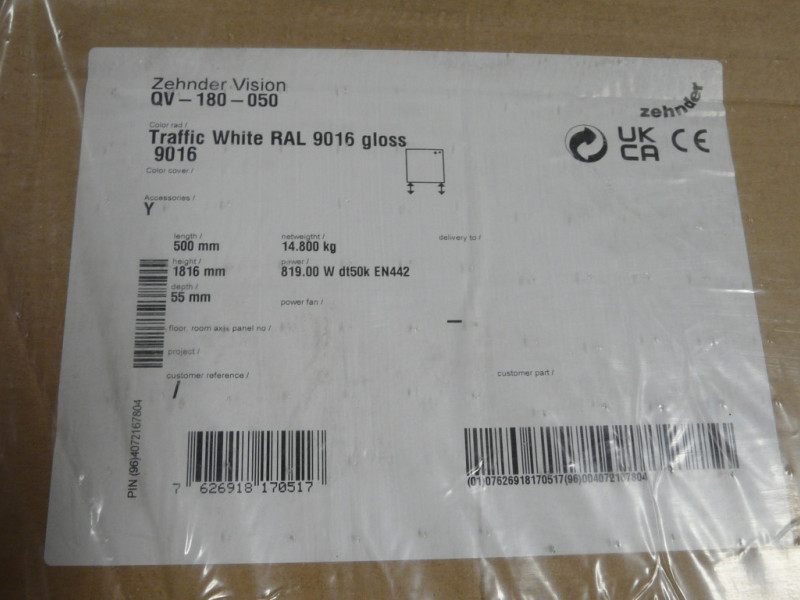 Zehnder Vision
QV - 180 - 050
zehnder
Color rad /
Traffic White RAL 9016 gloss
9016
UK
CA CE
Color cover /
Accessories /
Y
length / netweigtht / delivery to /
500 mm 14.800 kg
height / power /
1816 mm 819.00 W dt50k EN442
depth /
55 mm
power fan /
–
floor, room axis panel no /
project /
customer reference / customer part /
/
PIN (96)4072167804
7 626918 170517
(01)07626918170517(96)004072167804